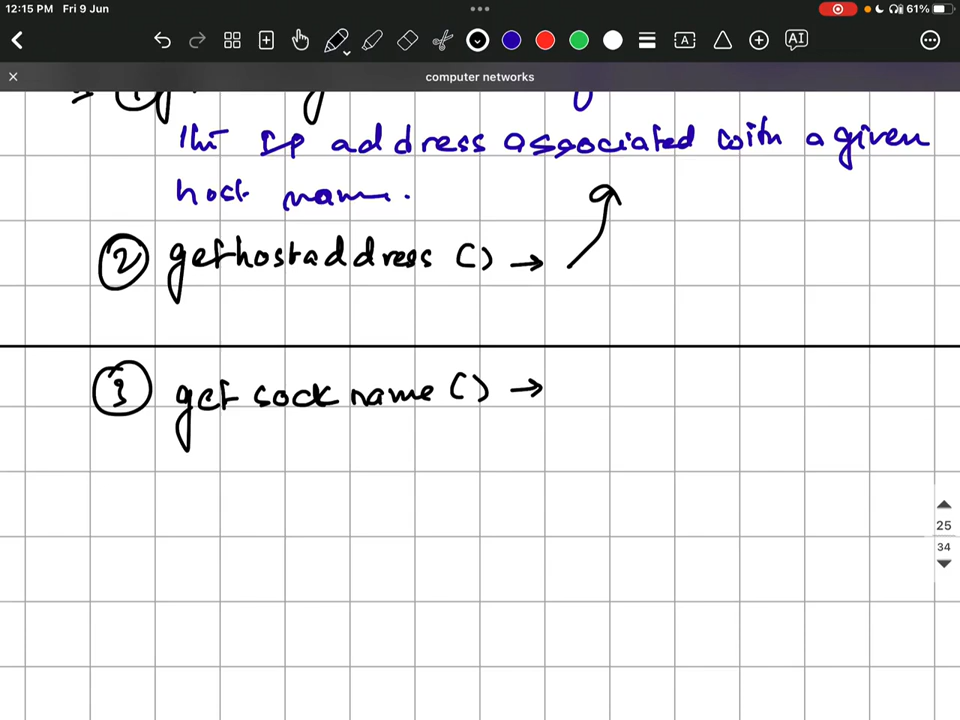 12:15 PM Fri 9 Jun
61%
A
AI
computer networks
the IP address associated with a given
host name.
② gethostaddress () →
③ get sock name () →
25
34